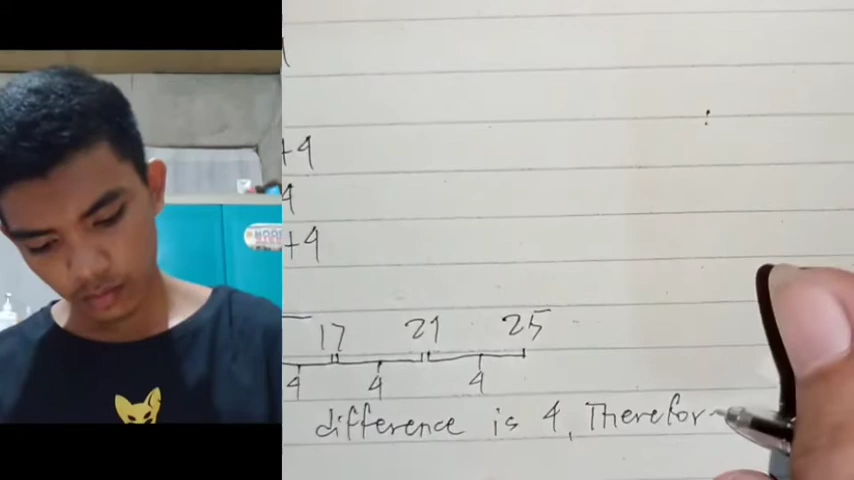 +4
4
+4
17 21 25
4 4 4
difference is 4, Therefor